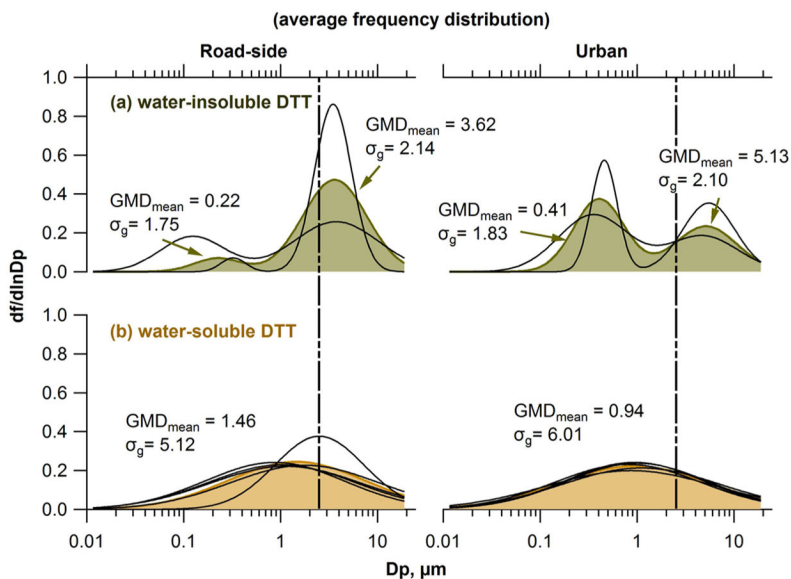 (average frequency distribution)
Road-side
Urban
1.0
0.8
0.6
0.4
0.2
0.0
(a) water-insoluble DTT
GMDmean = 3.62
σg= 2.14
GMDmean = 0.22
σg= 1.75
GMDmean = 5.13
σg= 2.10
GMDmean = 0.41
σg= 1.83
df/dlnDp
1.0
0.8
0.6
0.4
0.2
0.0
(b) water-soluble DTT
GMDmean = 1.46
σg= 5.12
GMDmean = 0.94
σg= 6.01
0.01 0.1 1 10
0.01 0.1 1 10
Dp, μm